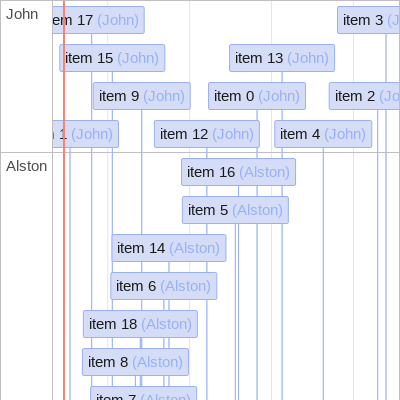 John
em 17 (John)
item 3 (J
item 15 (John)
item 13 (John)
item 9 (John)
item 0 (John)
item 2 (Jo
1 (John)
item 12 (John)
item 4 (John)
Alston
item 16 (Alston)
item 5 (Alston)
item 14 (Alston)
item 6 (Alston)
item 18 (Alston)
item 8 (Alston)
item 7 (Alston)